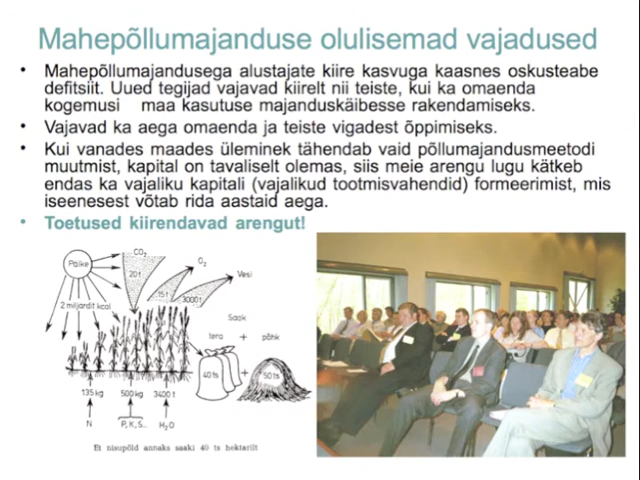 Mahepõllumajanduse olulisemad vajadused
• Mahepõllumajandusega alustajate kiire kasvuga kaasnes oskusteabe
defitsiit. Uued tegijad vajavad kiirelt nii teiste, kui ka omaenda
kogemusi maa kasutuse majanduskäibesse rakendamiseks.
• Vajavad ka aega omaenda ja teiste vigadest õppimiseks.
• Kui vanades maades üleminek tähendab vaid põllumajandusmeetodi
muutmist, kapital on tavaliselt olemas, siis meie arengu lugu kätkeb
endas ka vajaliku kapitali (vajalikud tootmisvahendid) formeerimist, mis
iseenesest võtab rida aastaid aega.
• Toetused kiirendavad arengut!
CO2
Päike
O2
20t
Vesi
15t
3000t
2 miljardit kcal
Saak
tera + põhk
40 ts + 50 ts
135 kg 500 kg 3400 t
N P, K, S... H2O
Et nisupõld annaks saaki 40 ts hektarilt